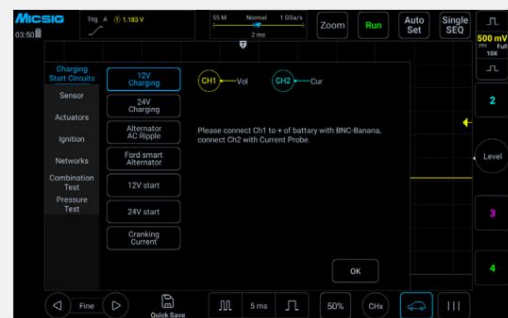 MICSIG
Trig A ① 1.183 V
55 M Normal 1 GSa/s
2 ms
Zoom
Run
Auto Set
Single SEQ
03:50
500 mV
Full
10X
Charging Start Circuits
Sensor
Actuators
Ignition
Networks
Combination Test
Pressure Test
12V Charging
24V Charging
Alternator AC Ripple
Ford smart Alternator
12V start
24V start
Cranking Current
CH1 Vol
CH2 Cur
Please connect Ch1 to + of battary with BNC-Banana,
connect Ch2 with Current Probe.
OK
2
Level
3
4
Fine
Quick Save
5 ms
50%
CHx